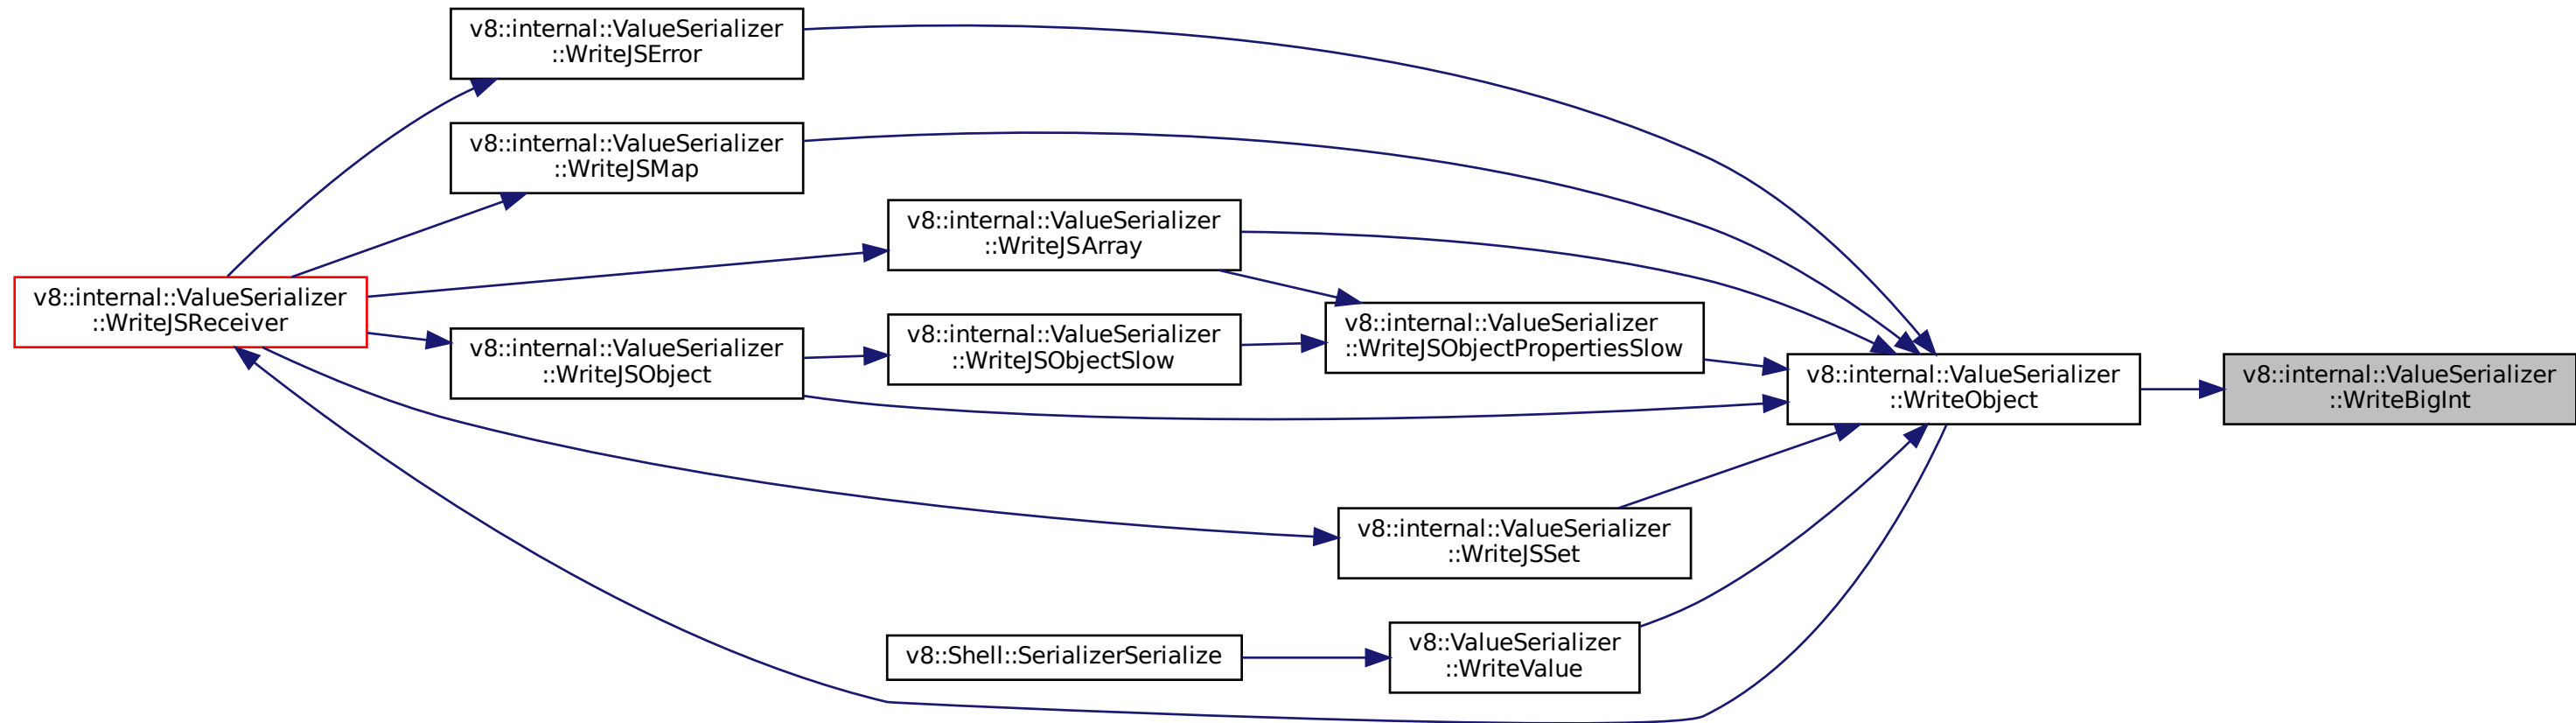 v8::internal::ValueSerializer
::WriteJSError
v8::internal::ValueSerializer
::WriteJSMap
v8::internal::ValueSerializer
::WriteJSArray
v8::internal::ValueSerializer
::WriteJSReceiver
v8::internal::ValueSerializer
::WriteJSObject
v8::internal::ValueSerializer
::WriteJSObjectSlow
v8::internal::ValueSerializer
::WriteJSObjectPropertiesSlow
v8::internal::ValueSerializer
::WriteObject
v8::internal::ValueSerializer
::WriteBigInt
v8::internal::ValueSerializer
::WriteJSSet
v8::Shell::SerializerSerialize
v8::ValueSerializer
::WriteValue